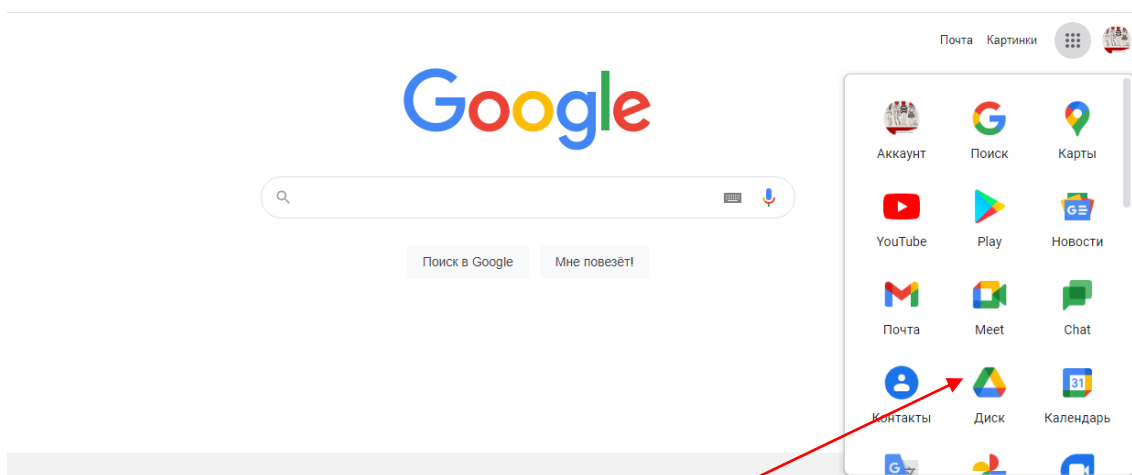 Почта Картинки
Google
Аккаунт Поиск Карты
YouTube Play Новости
Поиск в Google Мне повезёт!
Почта Meet Chat
31
Контакты Диск Календарь
G